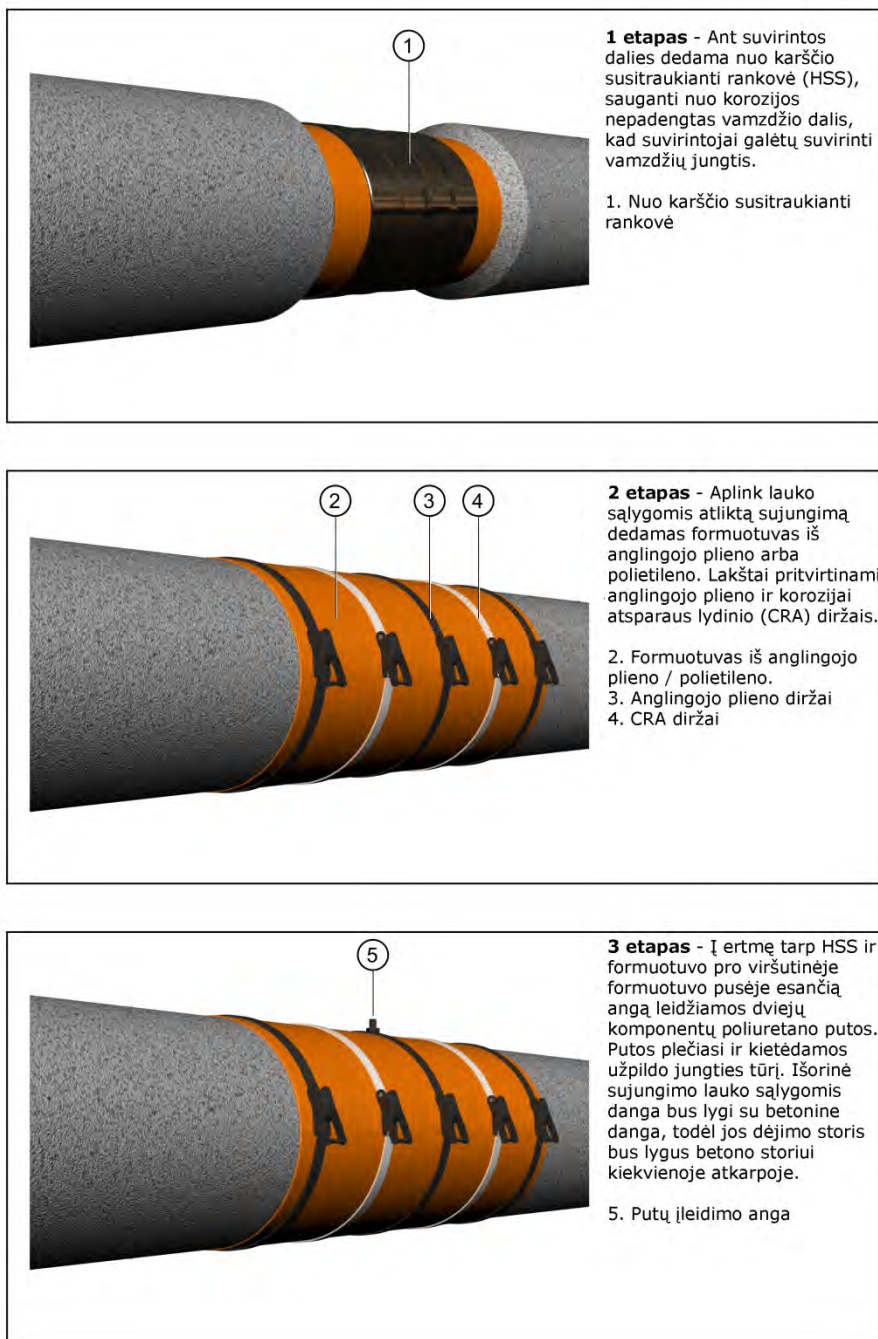 1
1 etapas - Ant suvirintos
dalies dedama nuo karščio
susitraukianti rankovė (HSS),
sauganti nuo korozijos
nepadengtas vamzdžio dalis,
kad suvirintojai galėtų suvirinti
vamzdžių jungtis.
1. Nuo karščio susitraukianti
rankovė
2
3
4
2 etapas - Aplink lauko
sąlygomis atliktą sujungimą
dedamas formuotuvas iš
anglingojo plieno arba
polietileno. Lakštai pritvirtinami
anglingojo plieno ir korozijai
atsparaus lydinio (CRA) diržais.
2. Formuotuvas iš anglingojo
plieno / polietileno.
3. Anglingojo plieno diržai
4. CRA diržai
5
3 etapas - Į ertmę tarp HSS ir
formuotuvo pro viršutinėje
formuotuvo pusėje esančią
angą leidžiamos dviejų
komponentų poliuretano putos.
Putos plečiasi ir kietėdamos
užpildo jungties tūrį. Išorinė
sujungimo lauko sąlygomis
danga bus lygi su betonine
danga, todėl jos dėjimo storis
bus lygus betono storiui
kiekvienoje atkarpoje.
5. Putų įleidimo anga